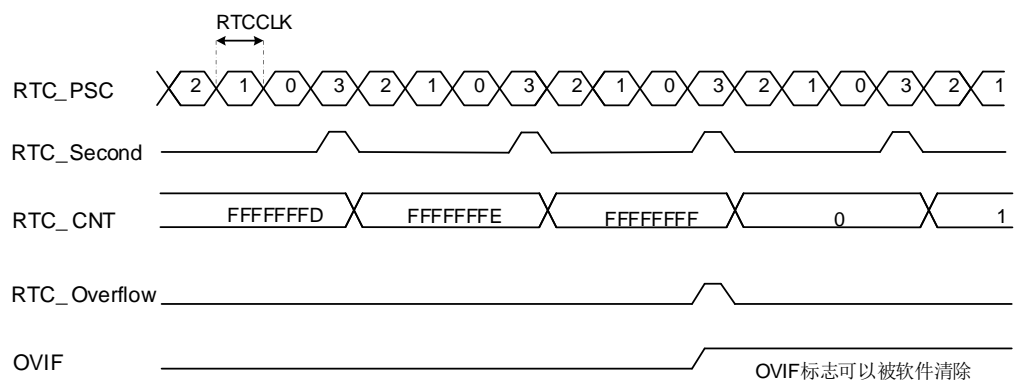 RTCCLK
RTC_PSC 2 1 0 3 2 1 0 3 2 1 0 3 2 1 0 3 2 1
RTC_Second
RTC_CNT FFFFFFFD FFFFFFFE FFFFFFFF 0 1
RTC_Overflow
OVIF
OVIF标志可以被软件清除